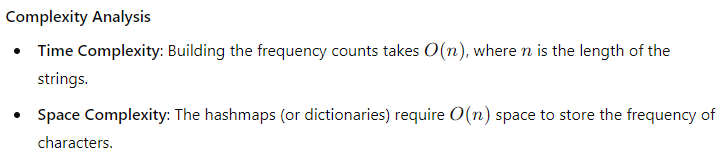 Complexity Analysis
• Time Complexity: Building the frequency counts takes O(n), where n is the length of the
strings.
• Space Complexity: The hashmaps (or dictionaries) require O(n) space to store the frequency of
characters.